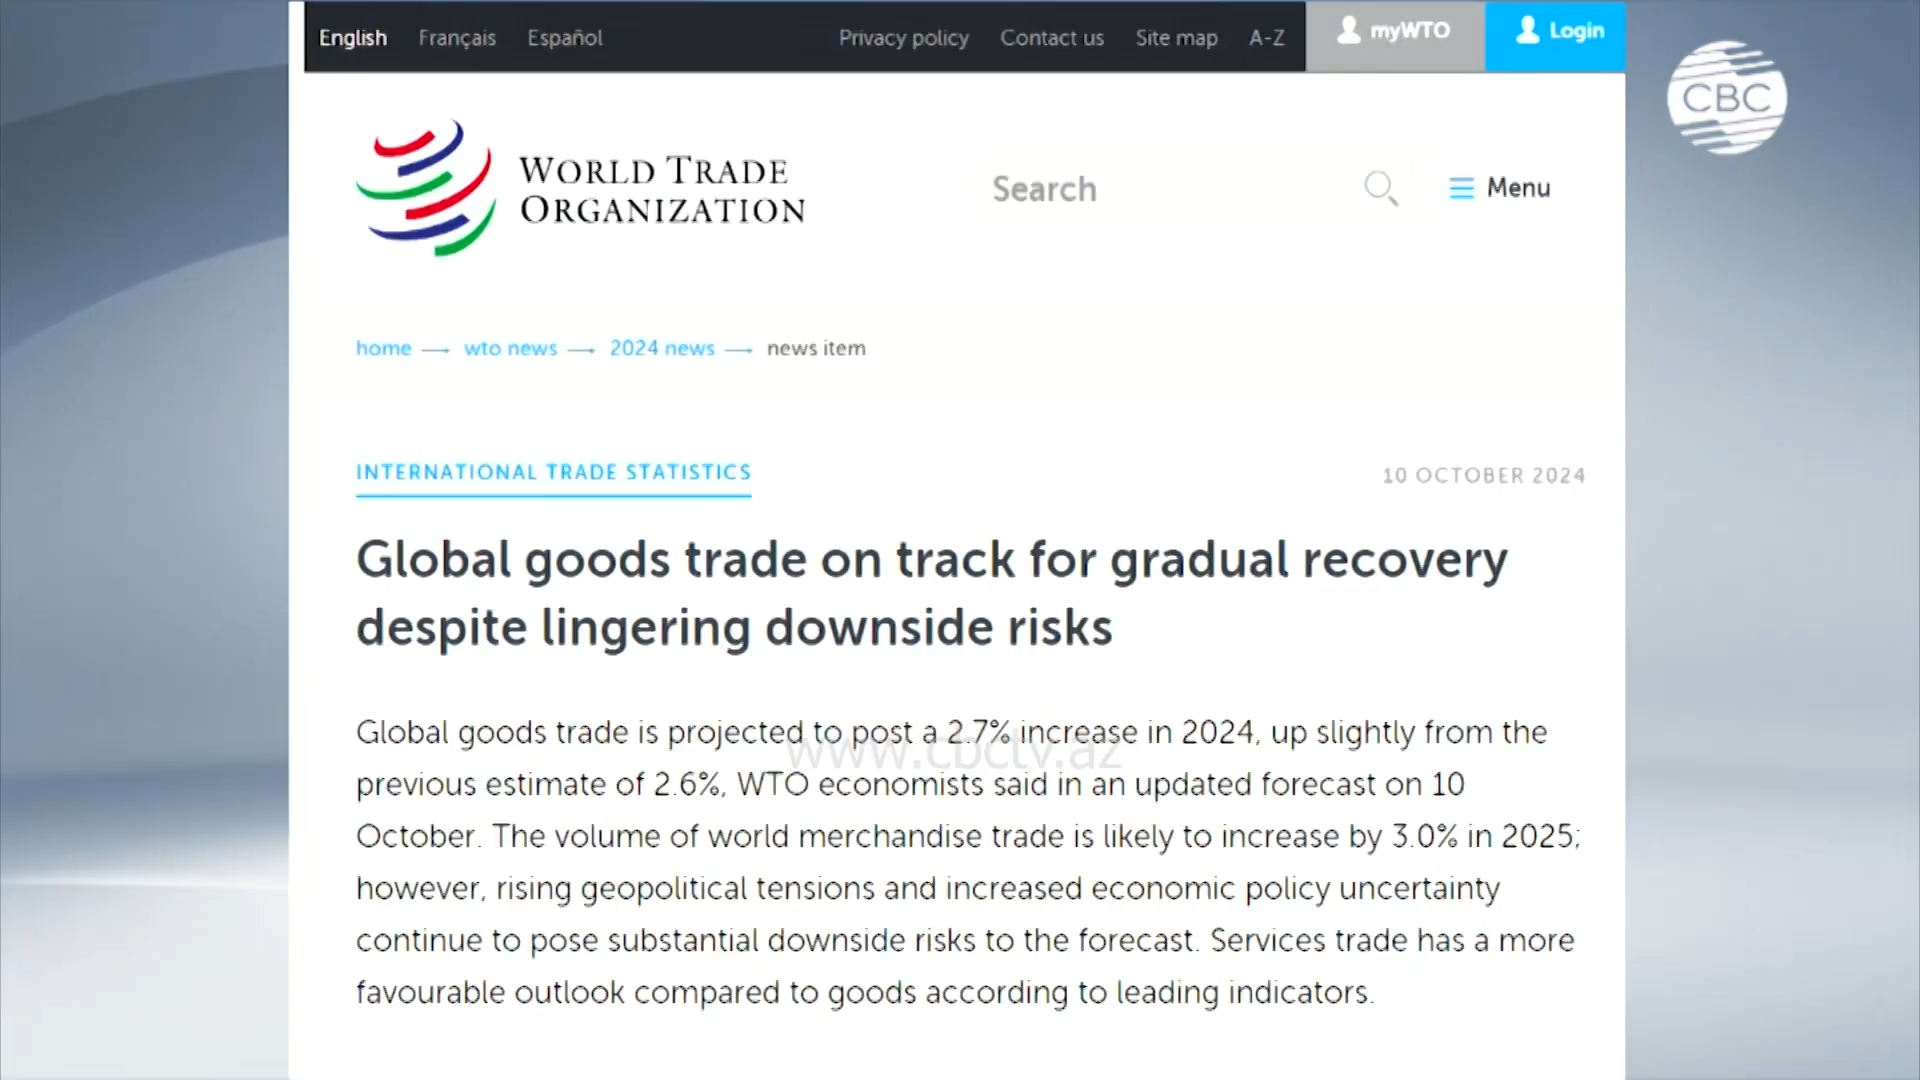 English Français Español Privacy policy Contact us Site map A-Z myWTO Login
CBC
WORLD TRADE
ORGANIZATION
Search
Menu
home → wto news → 2024 news → news item
INTERNATIONAL TRADE STATISTICS
10 OCTOBER 2024
Global goods trade on track for gradual recovery
despite lingering downside risks
Global goods trade is projected to post a 2.7% increase in 2024, up slightly from the
www.cbctv.az
previous estimate of 2.6%, WTO economists said in an updated forecast on 10
October. The volume of world merchandise trade is likely to increase by 3.0% in 2025;
however, rising geopolitical tensions and increased economic policy uncertainty
continue to pose substantial downside risks to the forecast. Services trade has a more
favourable outlook compared to goods according to leading indicators.